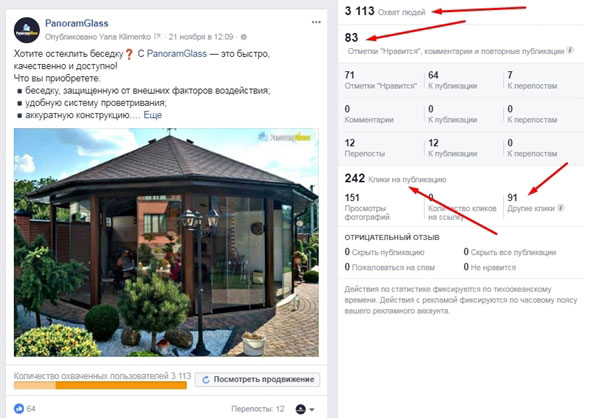 PanoramGlass
Опубликовано Yana Klimenko [?] · 21 ноября в 12:09 ·
Хотите остеклить беседку❓ С PanoramGlass — это быстро,
качественно и доступно!
Что вы приобретете:
▪ беседку, защищенную от внешних факторов воздействия;
▪ удобную систему проветривания;
▪ аккуратную конструкцию.... Еще
PanoramGlass
Количество охваченных пользователей 3 113
Посмотреть продвижение
64
Перепосты: 12
3 113 Охват людей
83
Отметки "Нравится", комментарии и повторные публикации
71 64 7
Отметки "Нравится" К публикации К перепостам
0 0 0
Комментарии К публикации К перепостам
12 12 0
Перепосты К публикации К перепостам
242 Клики на публикацию
151 0 91
Просмотры фотографий Количество кликов на ссылку Другие клики
ОТРИЦАТЕЛЬНЫЙ ОТЗЫВ
0 Скрыть публикацию 0 Скрыть все публикации
0 Пожаловаться на спам 0 Не нравится
Действия по статистике фиксируются по тихоокеанскому
времени. Действия с рекламой фиксируются по часовому поясу
вашего рекламного аккаунта.